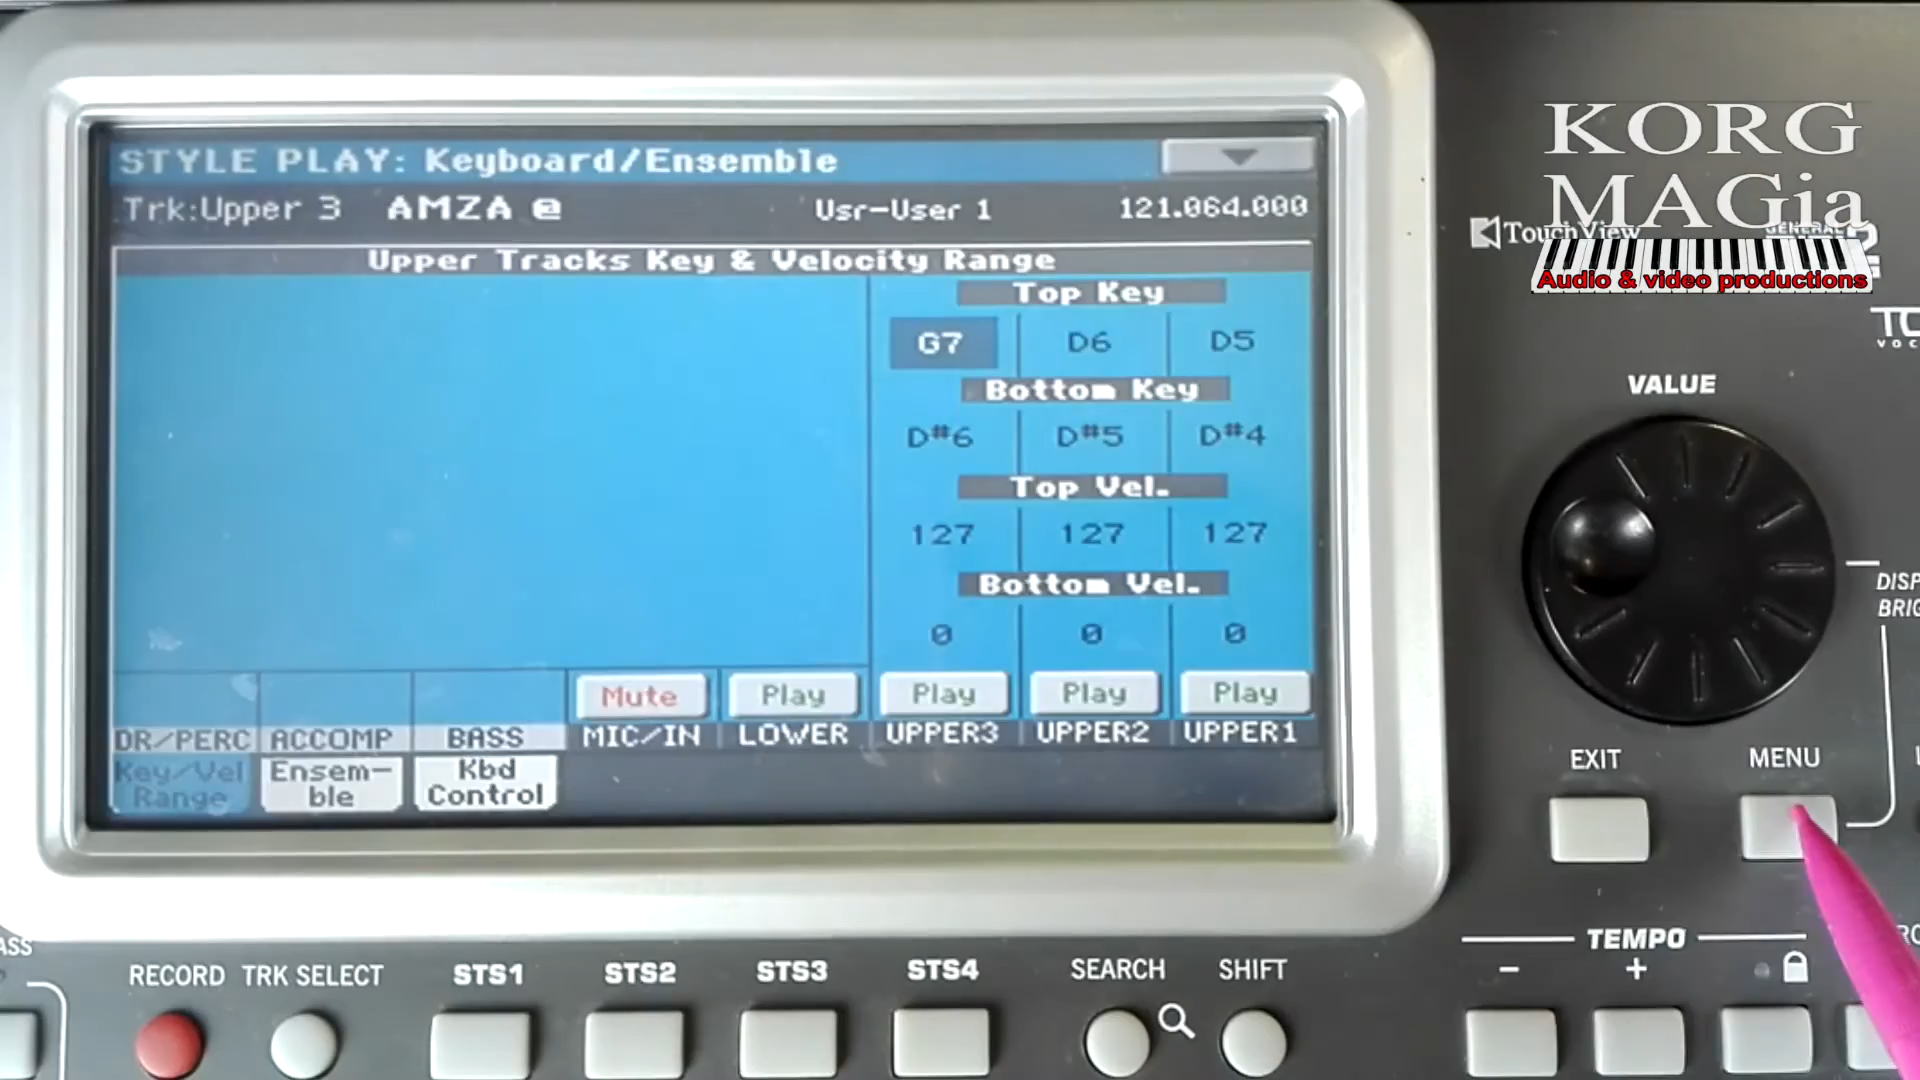 STYLE PLAY: Keyboard/Ensemble
Trk:Upper 3 AMZA @ Usr-User 1 121.064.000
Upper Tracks Key & Velocity Range
Top Key
G7 D6 D5
Bottom Key
D#6 D#5 D#4
Top Vel.
127 127 127
Bottom Vel.
0 0 0
Mute Play Play Play Play
DR/PERC ACCOMP BASS MIC/IN LOWER UPPER3 UPPER2 UPPER1
Key/Vel Range
Ensem-ble
Kbd Control
KORG
MAGia
Audio & video productions
TouchView
GENERAL
VALUE
EXIT MENU
TEMPO
- +
RECORD TRK SELECT STS1 STS2 STS3 STS4 SEARCH SHIFT